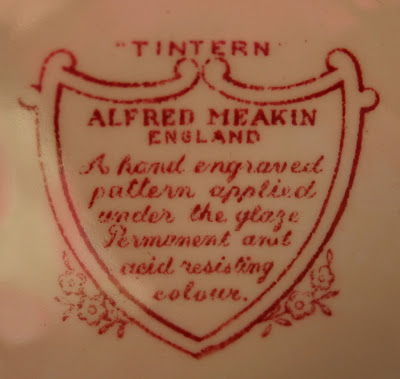 "TINTERN"
ALFRED MEAKIN
ENGLAND
A hand engraved
pattern applied
under the glaze
Permanent and
acid resisting
colour.